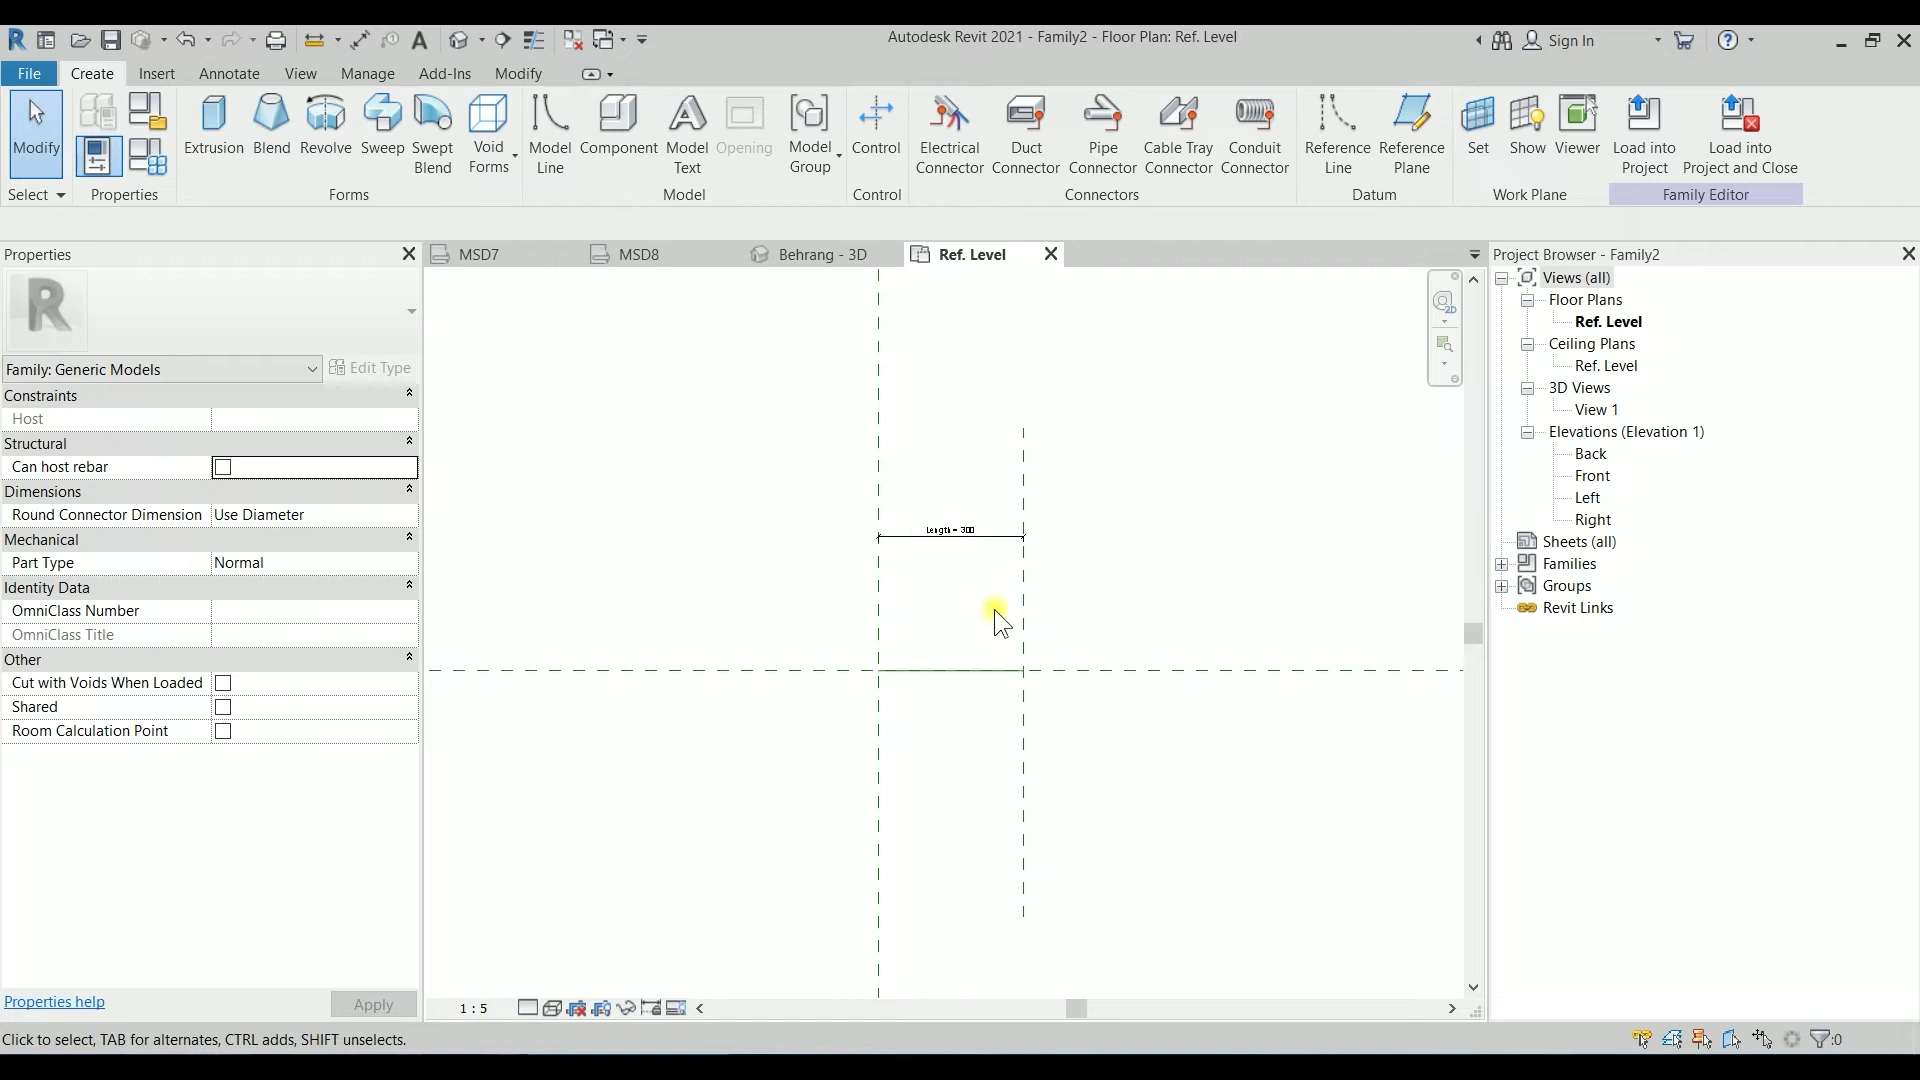 Autodesk Revit 2021 - Family2 - Floor Plan: Ref. Level
Sign In
File
Create
Insert
Annotate
View
Manage
Add-Ins
Modify
Modify
Extrusion
Blend
Revolve
Sweep
Swept
Blend
Void
Forms
Model
Line
Component
Model
Text
Opening
Model
Group
Control
Electrical
Connector
Duct
Connector
Pipe
Connector
Cable Tray
Connector
Conduit
Connector
Reference
Line
Reference
Plane
Set
Show
Viewer
Load into
Project
Load into
Project and Close
Select
Properties
Forms
Model
Control
Connectors
Datum
Work Plane
Family Editor
Properties
Family: Generic Models
Edit Type
Constraints
Host
Structural
Can host rebar
Dimensions
Round Connector Dimension
Use Diameter
Mechanical
Part Type
Normal
Identity Data
OmniClass Number
OmniClass Title
Other
Cut with Voids When Loaded
Shared
Room Calculation Point
Properties help
Apply
MSD7
MSD8
Behrang - 3D
Ref. Level
2D
Length = 300
1 : 5
Project Browser - Family2
Views (all)
Floor Plans
Ref. Level
Ceiling Plans
Ref. Level
3D Views
View 1
Elevations (Elevation 1)
Back
Front
Left
Right
Sheets (all)
Families
Groups
Revit Links
Click to select, TAB for alternates, CTRL adds, SHIFT unselects.
:0